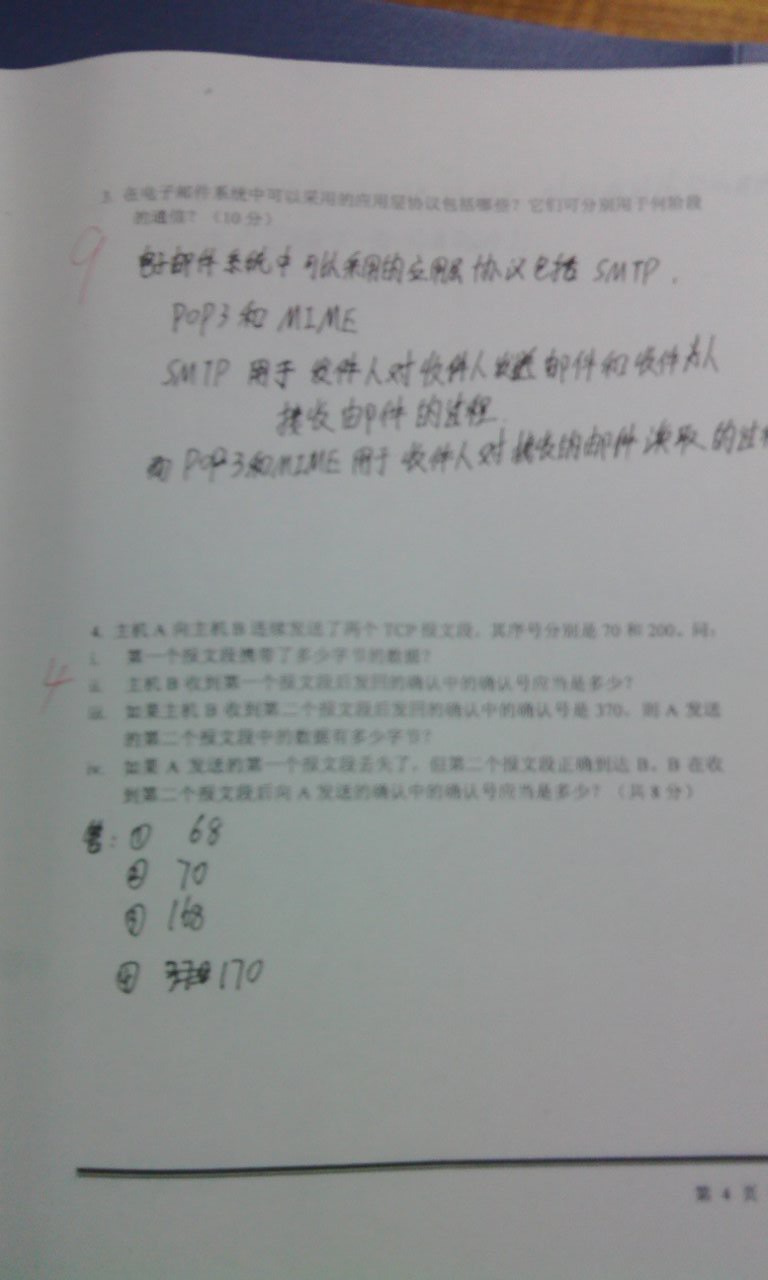 3. 在电子邮件系统中可以采用的应用层协议包括哪些？它们可分别用于何阶段
的通信？（10 分）
9
电子邮件系统中可以采用的应用层协议包括 SMTP.
POP3 和 MIME
SMTP 用于 发件人对收件人发送邮件和收件人
接收邮件的过程.
而 POP3和MIME 用于 收件人对接收的邮件读取的过程
4. 主机 A 向主机 B 连续发送了两个 TCP 报文段，其序号分别是 70 和 200。问：
4
i. 第一个报文段携带了多少字节的数据？
ii. 主机 B 收到第一个报文段后发回的确认中的确认号应当是多少？
iii. 如果主机 B 收到第二个报文段后发回的确认中的确认号是 370，则 A 发送
的第二个报文段中的数据有多少字节？
iv. 如果 A 发送的第一个报文段丢失了，但第二个报文段正确到达 B。B 在收
到第二个报文段后向 A 发送的确认中的确认号应当是多少？（共 8 分）
答：① 68
② 70
③ 168
④ 170
第 4 页